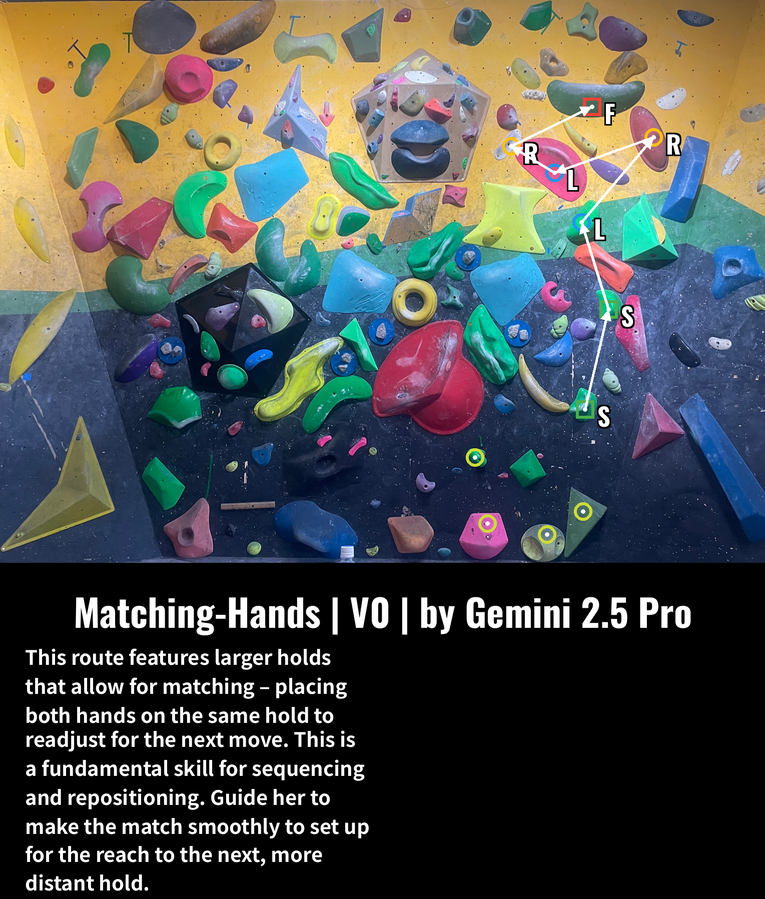 F
R
R
L
L
S
S
Matching-Hands | V0 | by Gemini 2.5 Pro
This route features larger holds
that allow for matching – placing
both hands on the same hold to
readjust for the next move. This is
a fundamental skill for sequencing
and repositioning. Guide her to
make the match smoothly to set up
for the reach to the next, more
distant hold.